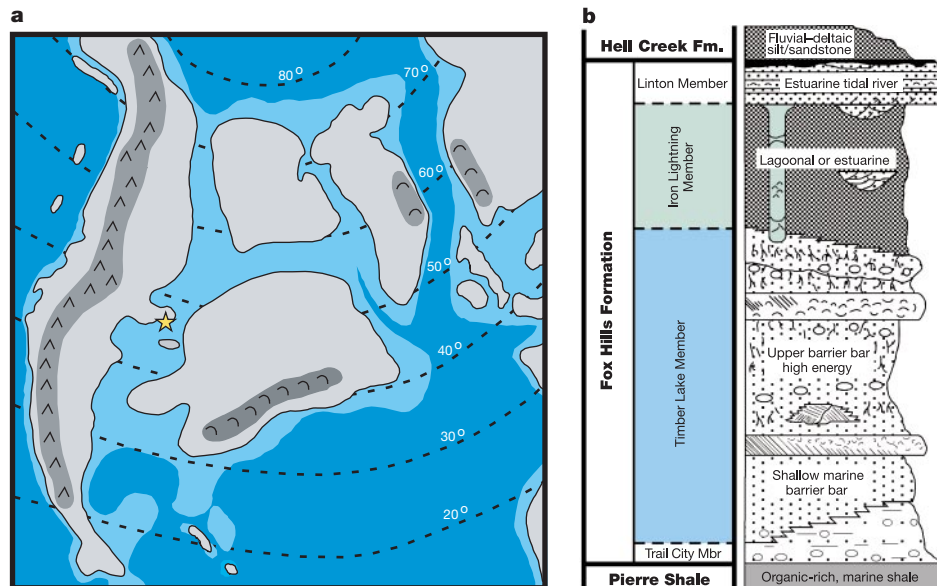 a
80°
70°
60°
50°
40°
30°
20°
b
Hell Creek Fm.
Fluvial–deltaic
silt/sandstone
Linton Member
Estuarine tidal river
Fox Hills Formation
Iron Lightning
Member
Lagoonal or estuarine
Timber Lake Member
Upper barrier bar
high energy
Shallow marine
barrier bar
Trail City Mbr
Pierre Shale
Organic-rich, marine shale